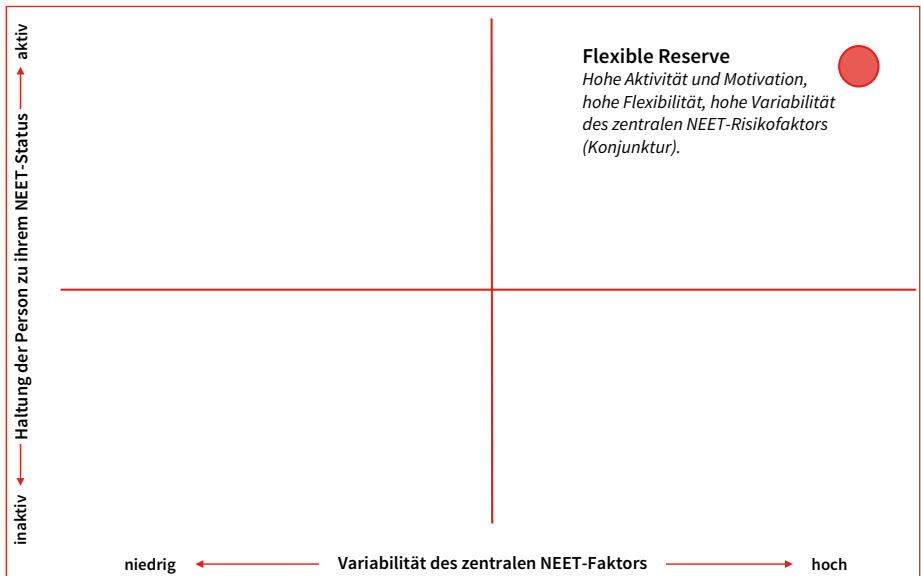 aktiv
Flexible Reserve
Hohe Aktivität und Motivation,
hohe Flexibilität, hohe Variabilität
des zentralen NEET-Risikofaktors
(Konjunktur).
Haltung der Person zu ihrem NEET-Status
inaktiv
niedrig
Variabilität des zentralen NEET-Faktors
hoch